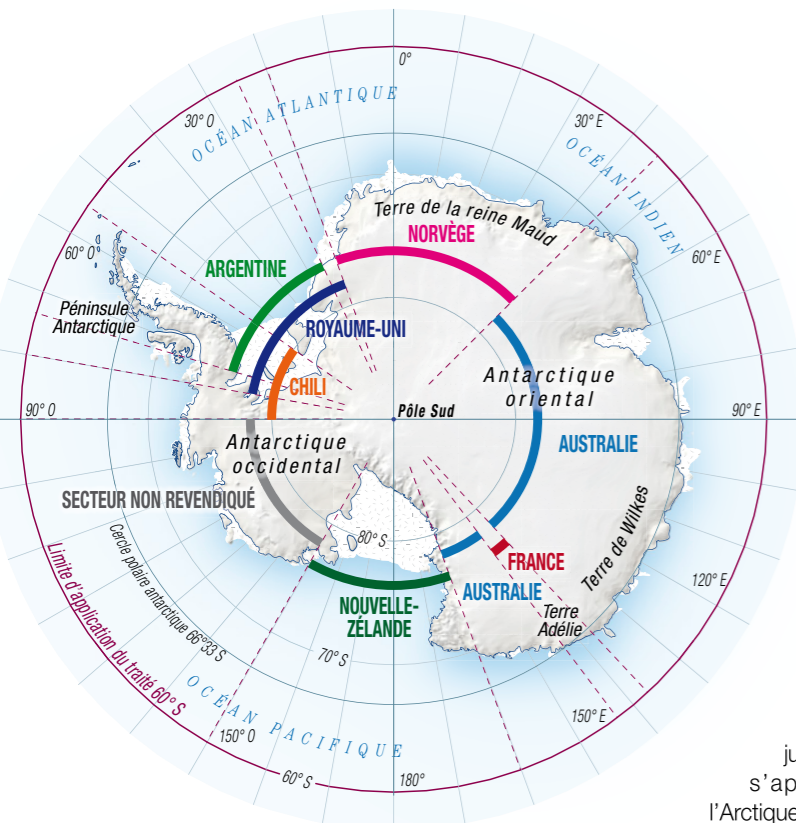 0°
30° O
OCÉAN ATLANTIQUE
30° E
OCÉAN INDIEN
Terre de la reine Maud
NORVÈGE
60° O
ARGENTINE
60° E
Péninsule
Antarctique
ROYAUME-UNI
CHILI
Antarctique
oriental
90° O
Pôle Sud
90° E
Antarctique
occidental
AUSTRALIE
SECTEUR NON REVENDIQUÉ
Terre de Wilkes
80° S
FRANCE
AUSTRALIE
NOUVELLE-
ZÉLANDE
Terre
Adélie
120° E
Cercle polaire antarctique 66°33'S
Limite d'application du traité 60° S
70° S
OCÉAN PACIFIQUE
150° O
150° E
60° S
180°
ju
s'ap
l'Arctique